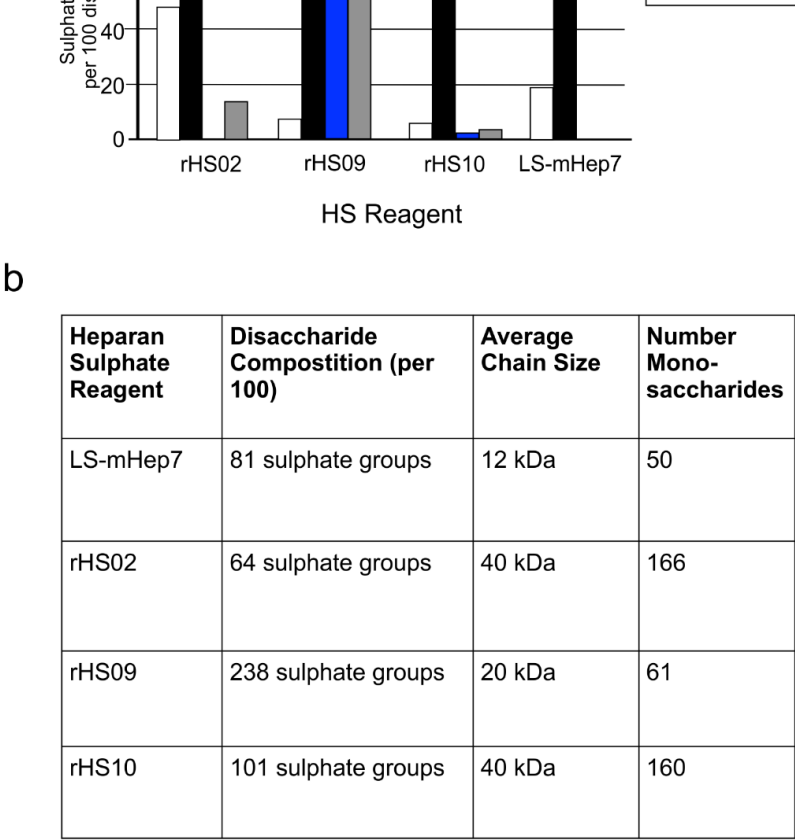 Sulphat
per 100 dis
40
20
0
rHS02 rHS09 rHS10 LS-mHep7
HS Reagent
b
Heparan
Sulphate
Reagent
Disaccharide
Compostition (per
100)
Average
Chain Size
Number
Mono-
saccharides
LS-mHep7 81 sulphate groups 12 kDa 50
rHS02 64 sulphate groups 40 kDa 166
rHS09 238 sulphate groups 20 kDa 61
rHS10 101 sulphate groups 40 kDa 160